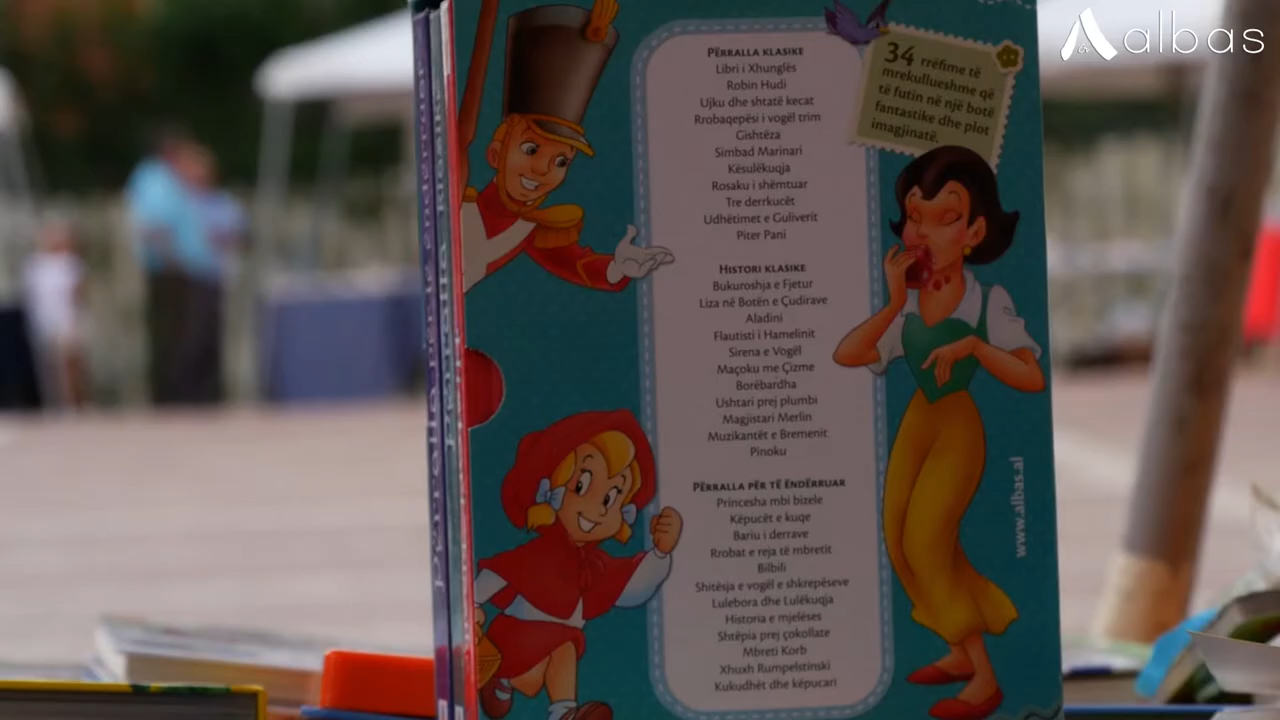 albas
34 rrëfime të
mrekullueshme që
të futin në një botë
fantastike dhe plot
imagjinatë.
PËRRALLA KLASIKE
Libri i Xhunglës
Robin Hudi
Ujku dhe shtatë kecat
Rrobaqepësi i vogël trim
Gishtëza
Simbad Marinari
Kësulëkuqja
Rosaku i shëmtuar
Tre derrkucët
Udhëtimet e Guliverit
Piter Pani
HISTORI KLASIKE
Bukuroshja e Fjetur
Liza në Botën e Çudirave
Aladini
Flautisti i Hamelinit
Sirena e Vogël
Maçoku me Çizme
Borëbardha
Ushtari prej plumbi
Magjistari Merlin
Muzikantët e Bremenit
Pinoku
PËRRALLA PËR TË ËNDËRRUAR
Princesha mbi bizele
Këpucët e kuqe
Bariu i derrave
Rrobat e reja të mbretit
Bilbili
Shitësja e vogël e shkrepëseve
Lulebora dhe Lulëkuqja
Historia e mjelëses
Shtëpia prej çokollate
Mbreti Korb
Xhuxh Rumpelstinski
Kukudhët dhe këpucari
www.albas.al